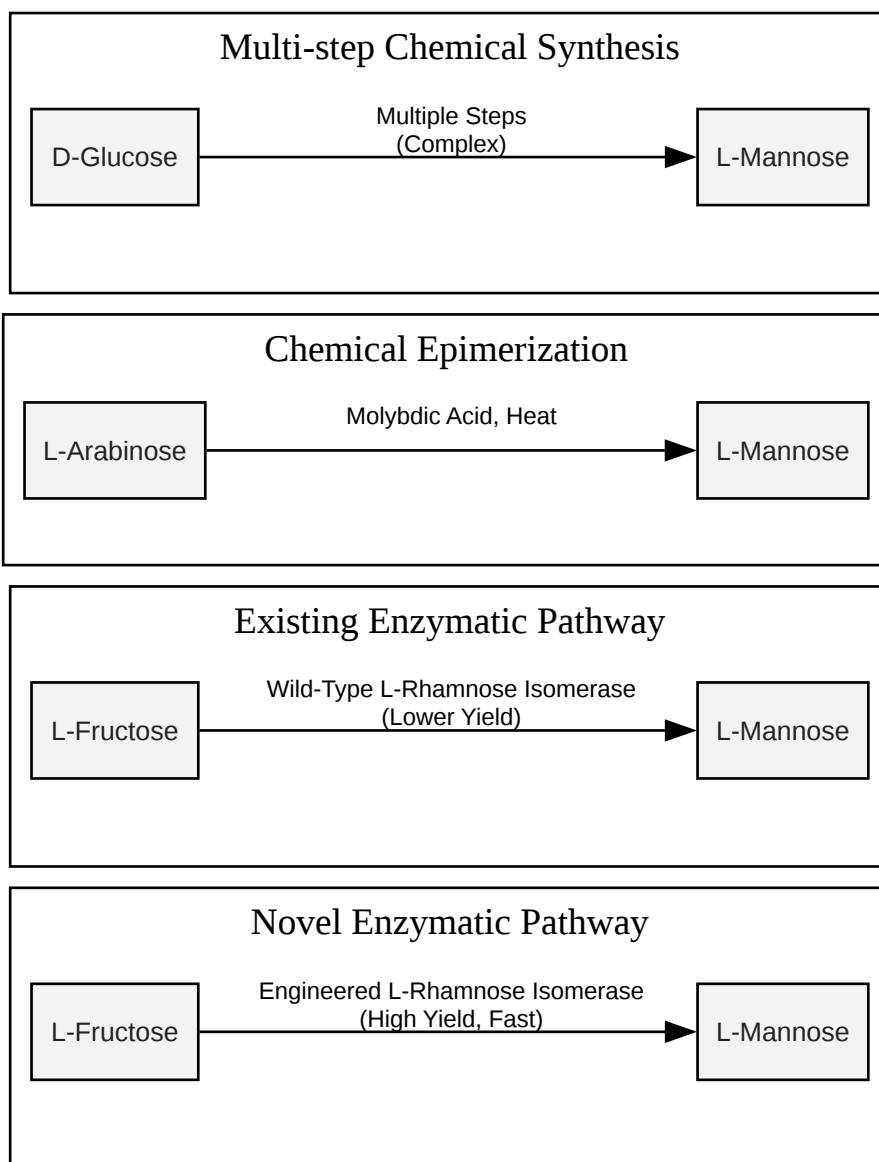 Multi-step Chemical Synthesis
Multiple Steps
(Complex)
D-Glucose
L-Mannose
Chemical Epimerization
Molybdic Acid, Heat
L-Arabinose
L-Mannose
Existing Enzymatic Pathway
Wild-Type L-Rhamnose Isomerase
(Lower Yield)
L-Fructose
L-Mannose
Novel Enzymatic Pathway
Engineered L-Rhamnose Isomerase
(High Yield, Fast)
L-Fructose
L-Mannose